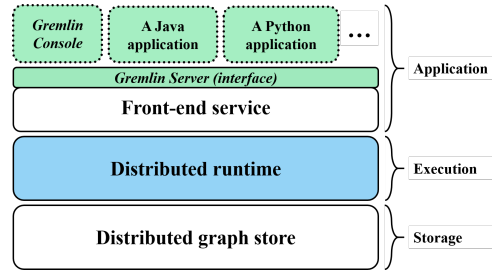 Gremlin
Console
A Java
application
A Python
application
...
Gremlin Server (interface)
Front-end service
Application
Distributed runtime
Execution
Distributed graph store
Storage